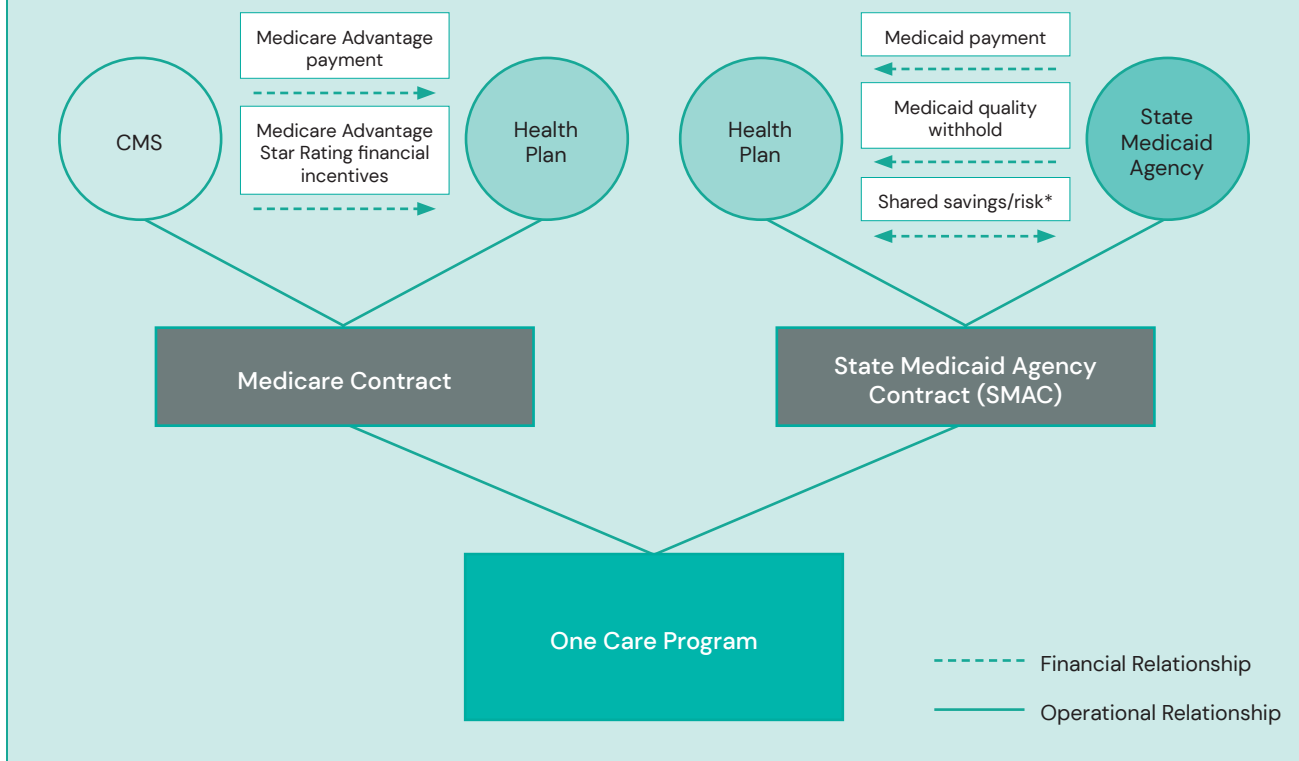 Medicare Advantage
payment
CMS
Medicare Advantage
Star Rating financial
incentives
Health
Plan
Health
Plan
Medicaid payment
Medicaid quality
withhold
Shared savings/risk*
State
Medicaid
Agency
Medicare Contract
State Medicaid Agency
Contract (SMAC)
One Care Program
Financial Relationship
Operational Relationship